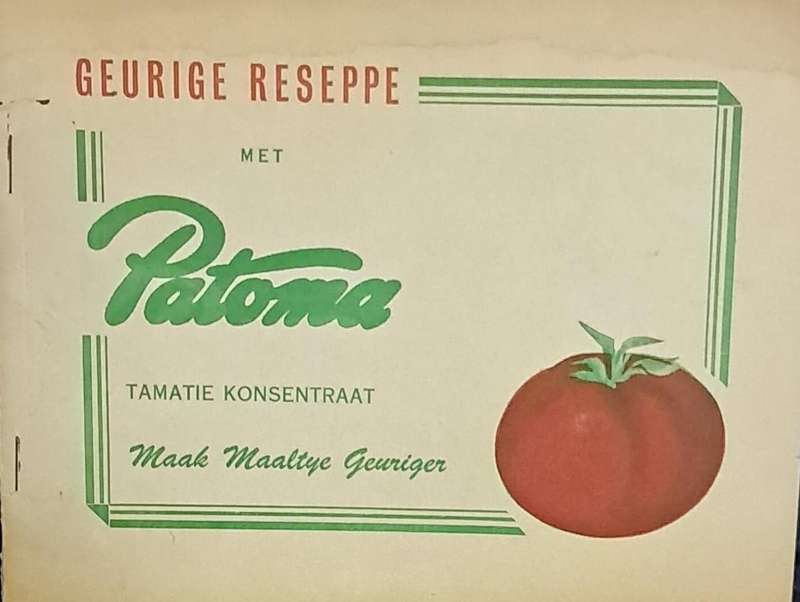 GEURIGE RESEPPE
MET
Patoma
TAMATIE KONSENTRAAT
Maak Maaltye Geuriger